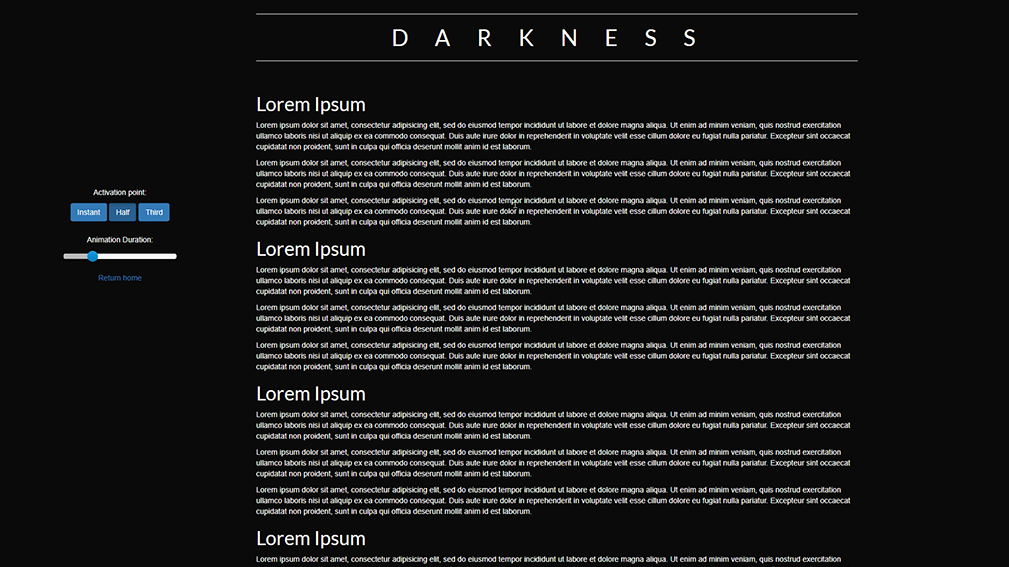 D A R K N E S S
Activation point:
Instant Half Third
Animation Duration:
Return home
Lorem Ipsum
Lorem ipsum dolor sit amet, consectetur adipisicing elit, sed do eiusmod tempor incididunt ut labore et dolore magna aliqua. Ut enim ad minim veniam, quis nostrud exercitation
ullamco laboris nisi ut aliquip ex ea commodo consequat. Duis aute irure dolor in reprehenderit in voluptate velit esse cillum dolore eu fugiat nulla pariatur. Excepteur sint occaecat
cupidatat non proident, sunt in culpa qui officia deserunt mollit anim id est laborum.
Lorem ipsum dolor sit amet, consectetur adipisicing elit, sed do eiusmod tempor incididunt ut labore et dolore magna aliqua. Ut enim ad minim veniam, quis nostrud exercitation
ullamco laboris nisi ut aliquip ex ea commodo consequat. Duis aute irure dolor in reprehenderit in voluptate velit esse cillum dolore eu fugiat nulla pariatur. Excepteur sint occaecat
cupidatat non proident, sunt in culpa qui officia deserunt mollit anim id est laborum.
Lorem ipsum dolor sit amet, consectetur adipisicing elit, sed do eiusmod tempor incididunt ut labore et dolore magna aliqua. Ut enim ad minim veniam, quis nostrud exercitation
ullamco laboris nisi ut aliquip ex ea commodo consequat. Duis aute irure dolor in reprehenderit in voluptate velit esse cillum dolore eu fugiat nulla pariatur. Excepteur sint occaecat
cupidatat non proident, sunt in culpa qui officia deserunt mollit anim id est laborum.
Lorem Ipsum
Lorem ipsum dolor sit amet, consectetur adipisicing elit, sed do eiusmod tempor incididunt ut labore et dolore magna aliqua. Ut enim ad minim veniam, quis nostrud exercitation
ullamco laboris nisi ut aliquip ex ea commodo consequat. Duis aute irure dolor in reprehenderit in voluptate velit esse cillum dolore eu fugiat nulla pariatur. Excepteur sint occaecat
cupidatat non proident, sunt in culpa qui officia deserunt mollit anim id est laborum.
Lorem ipsum dolor sit amet, consectetur adipisicing elit, sed do eiusmod tempor incididunt ut labore et dolore magna aliqua. Ut enim ad minim veniam, quis nostrud exercitation
ullamco laboris nisi ut aliquip ex ea commodo consequat. Duis aute irure dolor in reprehenderit in voluptate velit esse cillum dolore eu fugiat nulla pariatur. Excepteur sint occaecat
cupidatat non proident, sunt in culpa qui officia deserunt mollit anim id est laborum.
Lorem ipsum dolor sit amet, consectetur adipisicing elit, sed do eiusmod tempor incididunt ut labore et dolore magna aliqua. Ut enim ad minim veniam, quis nostrud exercitation
ullamco laboris nisi ut aliquip ex ea commodo consequat. Duis aute irure dolor in reprehenderit in voluptate velit esse cillum dolore eu fugiat nulla pariatur. Excepteur sint occaecat
cupidatat non proident, sunt in culpa qui officia deserunt mollit anim id est laborum.
Lorem Ipsum
Lorem ipsum dolor sit amet, consectetur adipisicing elit, sed do eiusmod tempor incididunt ut labore et dolore magna aliqua. Ut enim ad minim veniam, quis nostrud exercitation
ullamco laboris nisi ut aliquip ex ea commodo consequat. Duis aute irure dolor in reprehenderit in voluptate velit esse cillum dolore eu fugiat nulla pariatur. Excepteur sint occaecat
cupidatat non proident, sunt in culpa qui officia deserunt mollit anim id est laborum.
Lorem ipsum dolor sit amet, consectetur adipisicing elit, sed do eiusmod tempor incididunt ut labore et dolore magna aliqua. Ut enim ad minim veniam, quis nostrud exercitation
ullamco laboris nisi ut aliquip ex ea commodo consequat. Duis aute irure dolor in reprehenderit in voluptate velit esse cillum dolore eu fugiat nulla pariatur. Excepteur sint occaecat
cupidatat non proident, sunt in culpa qui officia deserunt mollit anim id est laborum.
Lorem ipsum dolor sit amet, consectetur adipisicing elit, sed do eiusmod tempor incididunt ut labore et dolore magna aliqua. Ut enim ad minim veniam, quis nostrud exercitation
ullamco laboris nisi ut aliquip ex ea commodo consequat. Duis aute irure dolor in reprehenderit in voluptate velit esse cillum dolore eu fugiat nulla pariatur. Excepteur sint occaecat
cupidatat non proident, sunt in culpa qui officia deserunt mollit anim id est laborum.
Lorem Ipsum
Lorem ipsum dolor sit amet, consectetur adipisicing elit, sed do eiusmod tempor incididunt ut labore et dolore magna aliqua. Ut enim ad minim veniam, quis nostrud exercitation